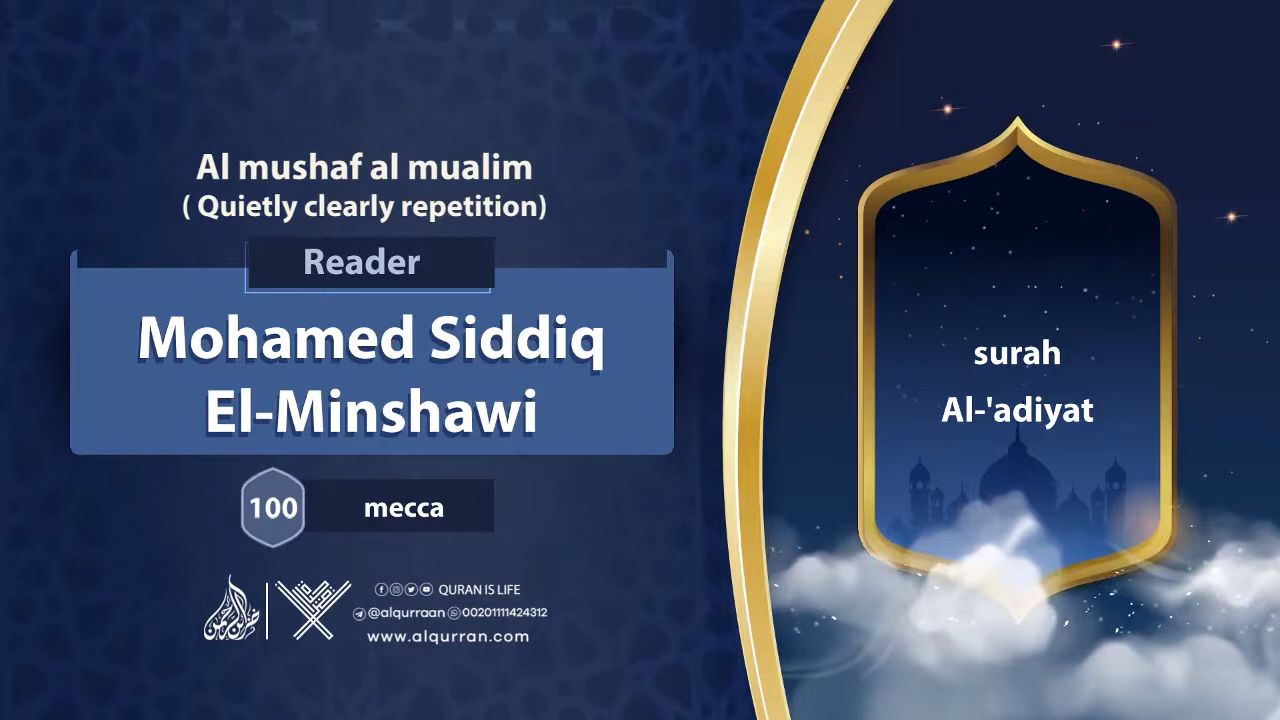 Al mushaf al mualim
( Quietly clearly repetition)
Reader
Mohamed Siddiq
El-Minshawi
100
mecca
QURAN IS LIFE
@alqurraan 00201111424312
www.alqurran.com
surah
Al-'adiyat